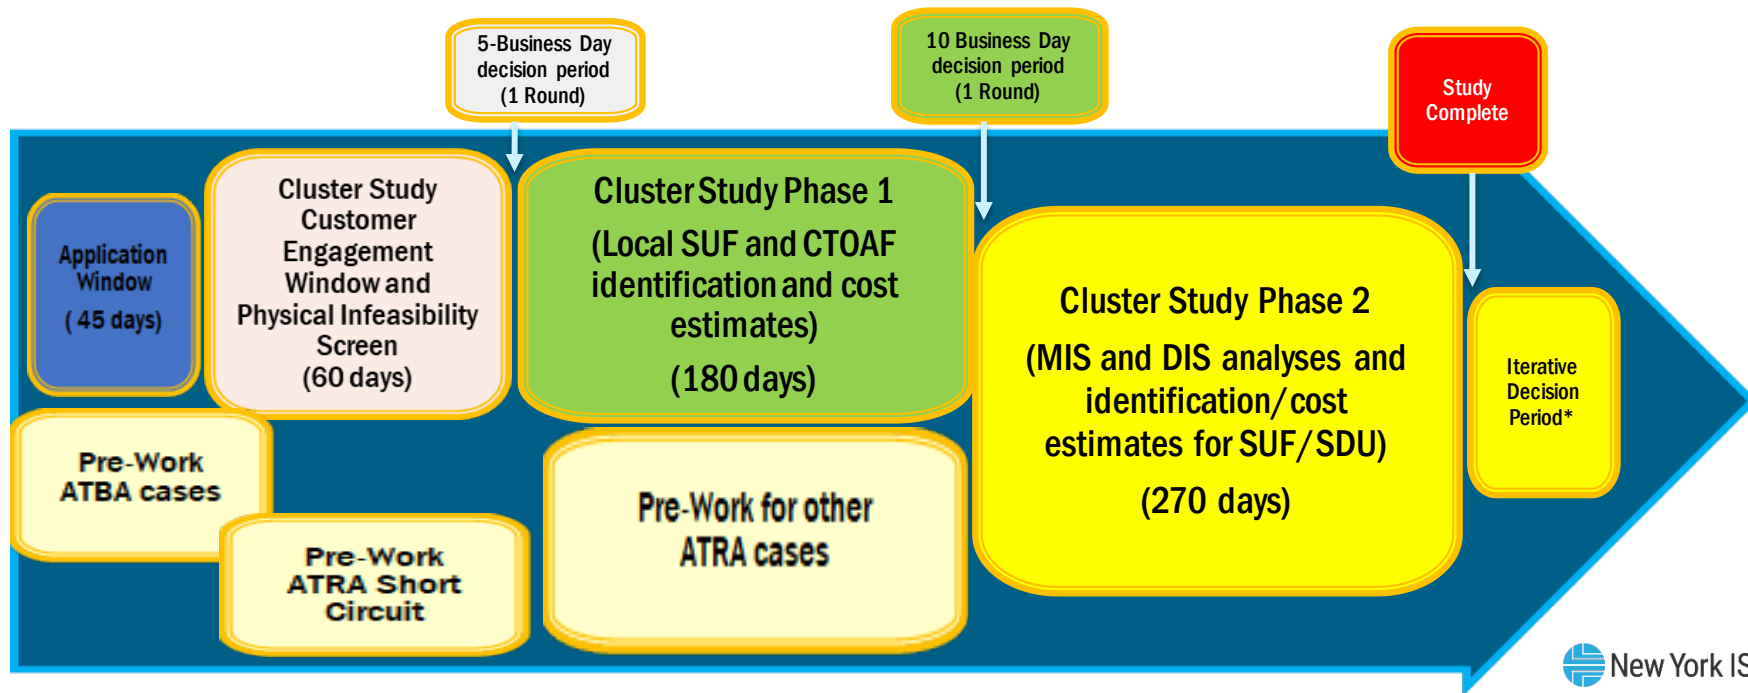 5-Business Day
decision period
(1 Round)
10 Business Day
decision period
(1 Round)
Study
Complete
Application
Window
( 45 days)
Cluster Study
Customer
Engagement
Window and
Physical Infeasibility
Screen
(60 days)
Cluster Study Phase 1
(Local SUF and CTOAF
identification and cost
estimates)
(180 days)
Cluster Study Phase 2
(MIS and DIS analyses and
identification/cost
estimates for SUF/SDU)
(270 days)
Iterative
Decision
Period*
Pre-Work
ATBA cases
Pre-Work
ATRA Short
Circuit
Pre-Work for other
ATRA cases
New York IS